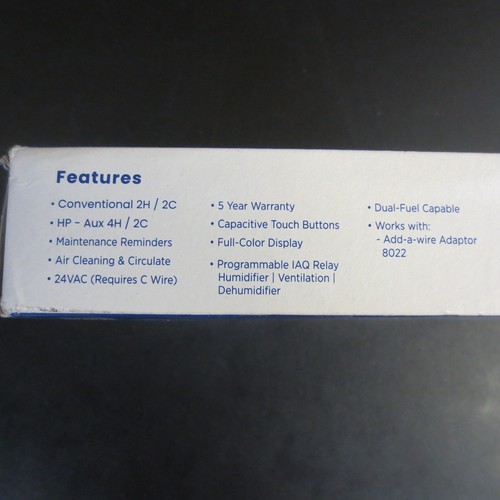 Features
• Conventional 2H / 2C
• HP - Aux 4H / 2C
• Maintenance Reminders
• Air Cleaning & Circulate
• 24VAC (Requires C Wire)
• 5 Year Warranty
• Capacitive Touch Buttons
• Full-Color Display
• Programmable IAQ Relay
Humidifier | Ventilation |
Dehumidifier
• Dual-Fuel Capable
• Works with:
- Add-a-wire Adaptor
8022